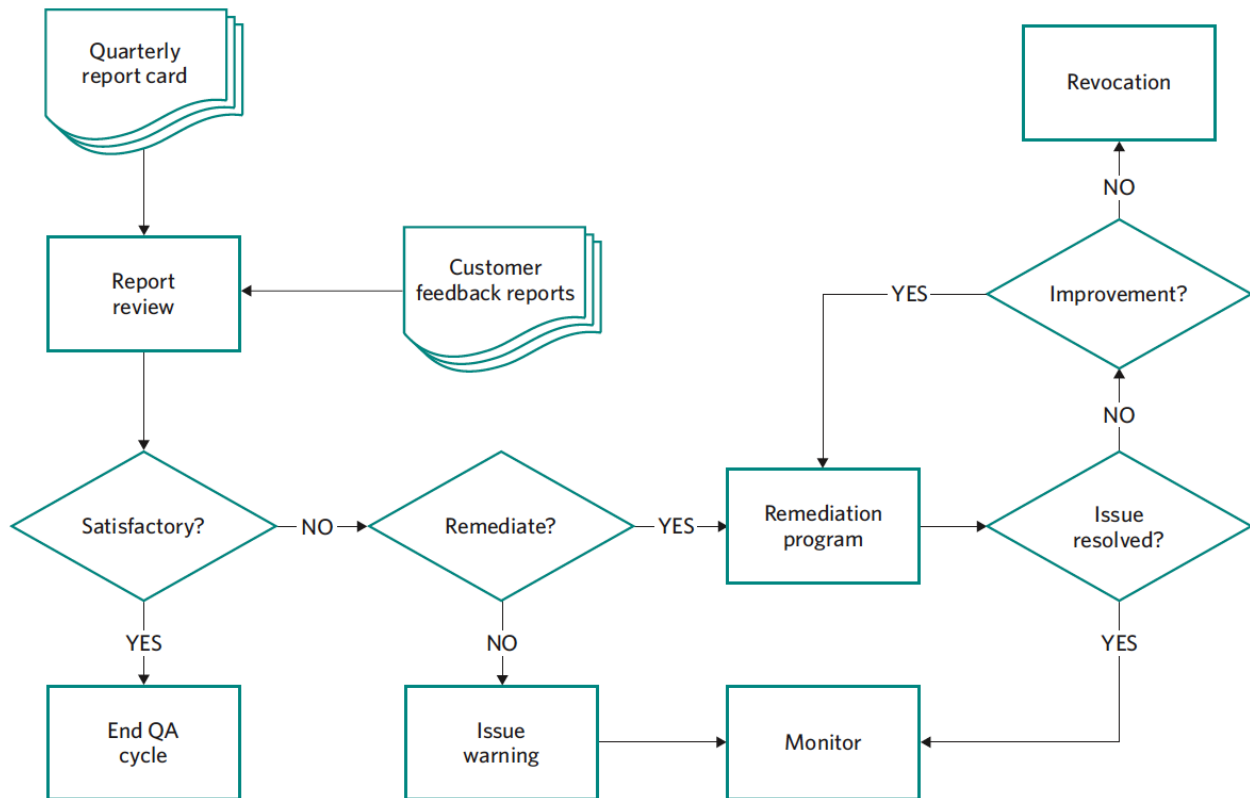 Quarterly
report card
Revocation
NO
Report
review
Customer
feedback reports
YES
Improvement?
NO
Satisfactory?
NO
Remediate?
YES
Remediation
program
Issue
resolved?
YES
NO
YES
End QA
cycle
Issue
warning
Monitor